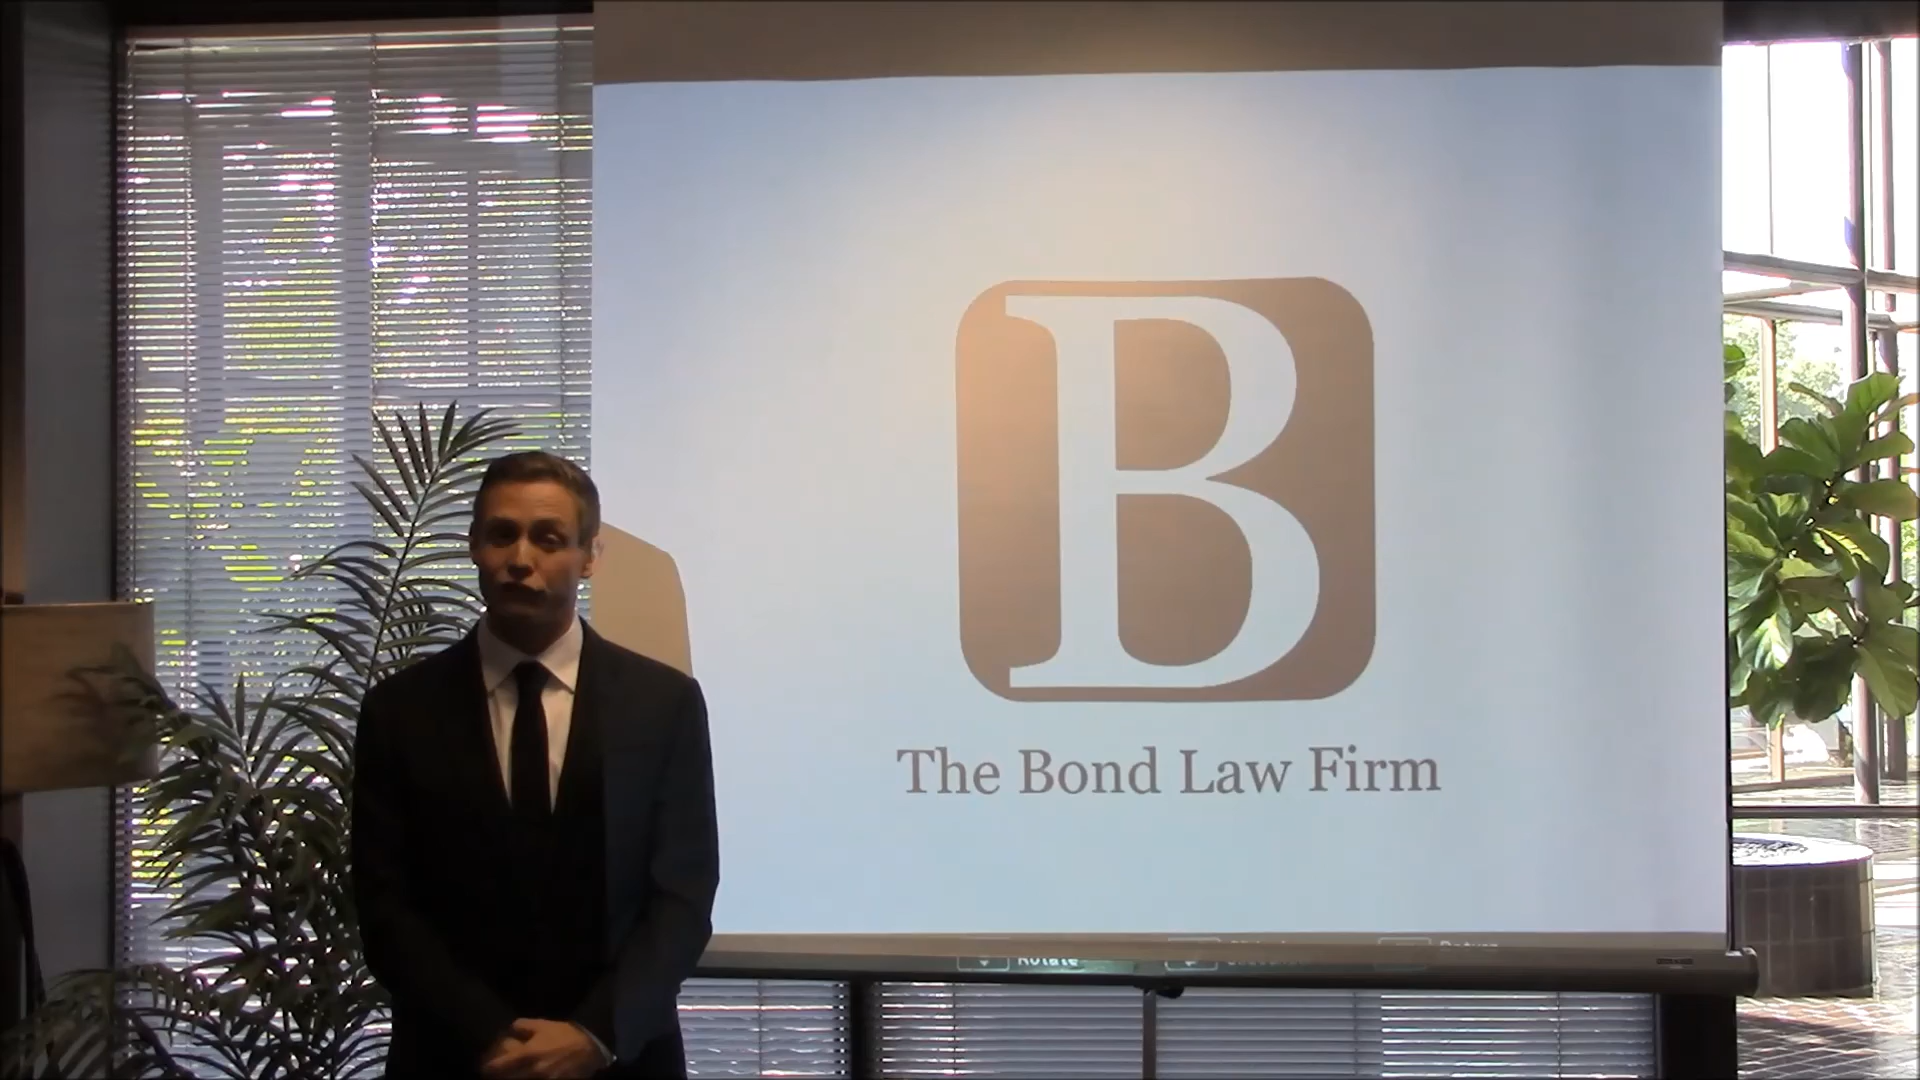 B
The Bond Law Firm
Rotate